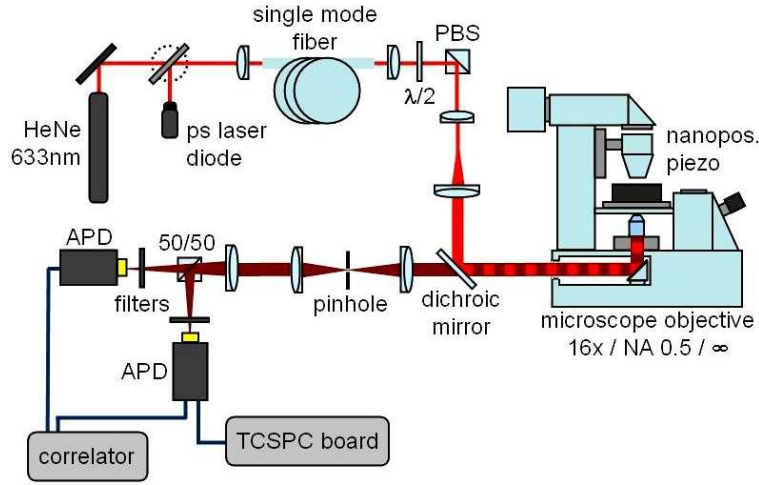 single mode
fiber
PBS
λ/2
HeNe
633nm
ps laser
diode
nanopos.
piezo
APD
50/50
filters
pinhole
dichroic
mirror
microscope objective
16x / NA 0.5 / ∞
APD
correlator
TCSPC board